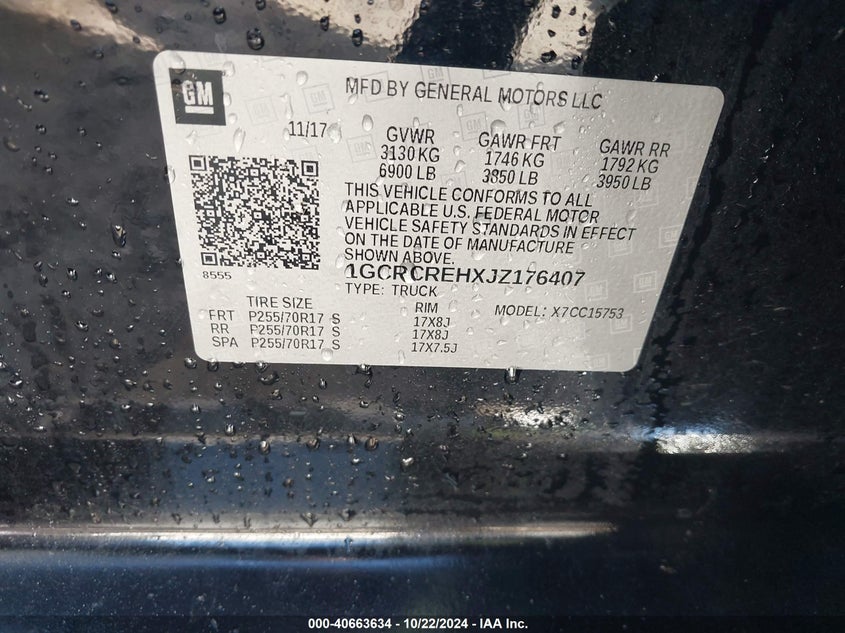 GM
MFD BY GENERAL MOTORS LLC
11/17
GVWR GAWR FRT GAWR RR
3130 KG 1746 KG 1792 KG
6900 LB 3850 LB 3950 LB
THIS VEHICLE CONFORMS TO ALL
APPLICABLE U.S. FEDERAL MOTOR
VEHICLE SAFETY STANDARDS IN EFFECT
ON THE DATE OF MANUFACTURE
SHOWN ABOVE.
8555
1GCRCREHXJZ176407
TYPE: TRUCK
TIRE SIZE RIM MODEL: X7CC15753
FRT P255/70R17 S 17X8J
RR P255/70R17 S 17X8J
SPA P255/70R17 S 17X7.5J
000-40663634 - 10/22/2024 - IAA Inc.